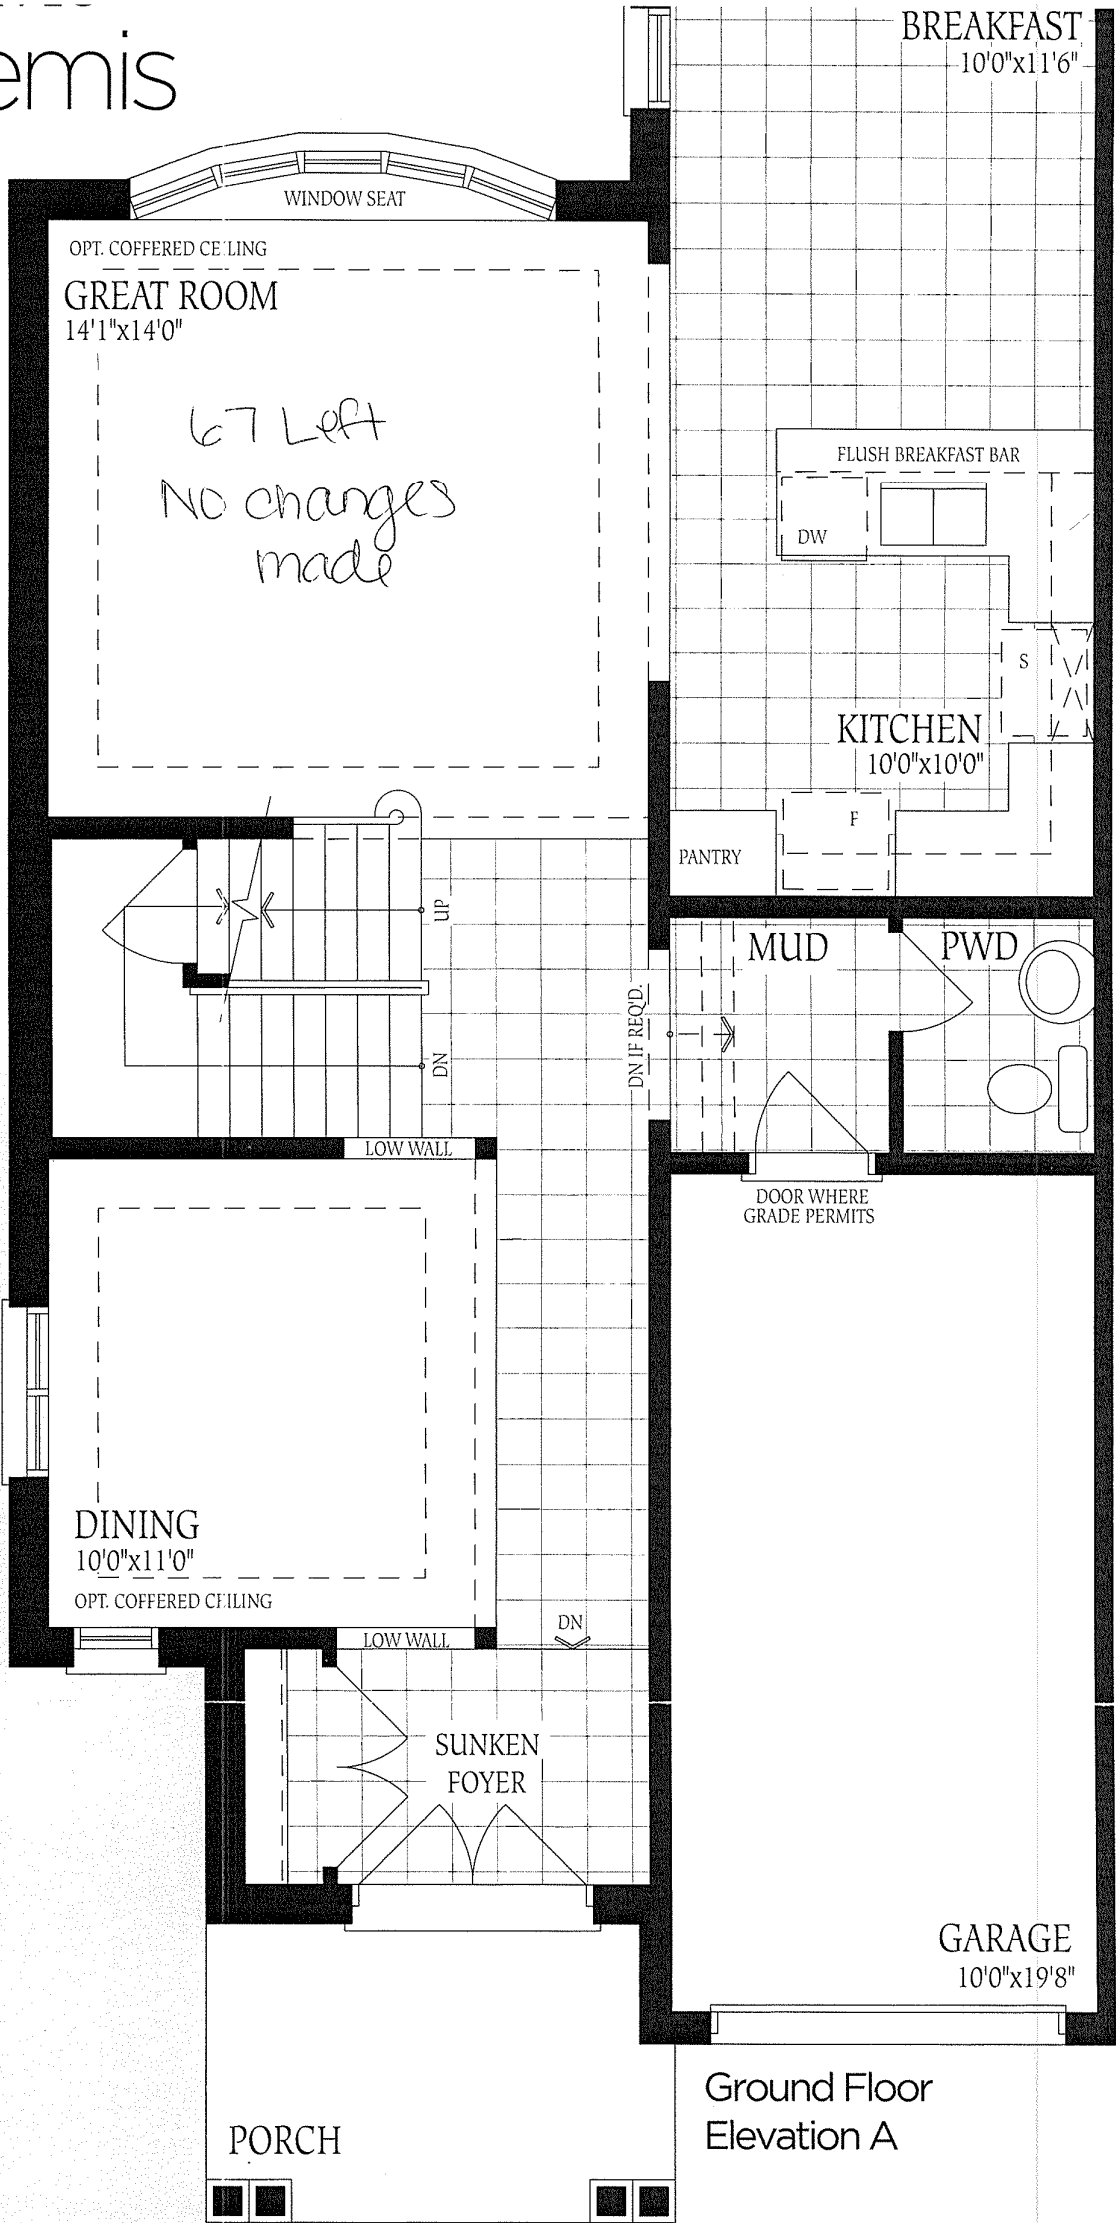 emis
BREAKFAST
10'0"x11'6"
WINDOW SEAT
OPT. COFFERED CEILING
GREAT ROOM
14'1"x14'0"
67 Left
No changes
made
FLUSH BREAKFAST BAR
DW
S
KITCHEN
10'0"x10'0"
F
PANTRY
UP
DN
MUD
PWD
DN IF REQ'D.
LOW WALL
DOOR WHERE
GRADE PERMITS
DINING
10'0"x11'0"
OPT. COFFERED CEILING
LOW WALL
DN
SUNKEN
FOYER
GARAGE
10'0"x19'8"
PORCH
Ground Floor
Elevation A